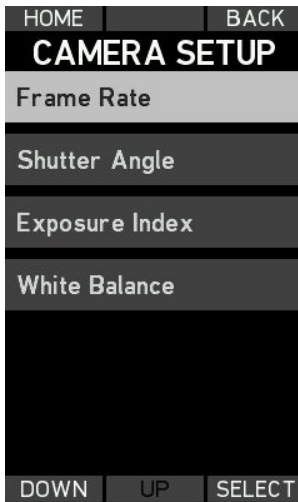 HOME BACK
CAMERA SETUP
Frame Rate
Shutter Angle
Exposure Index
White Balance
DOWN UP SELECT